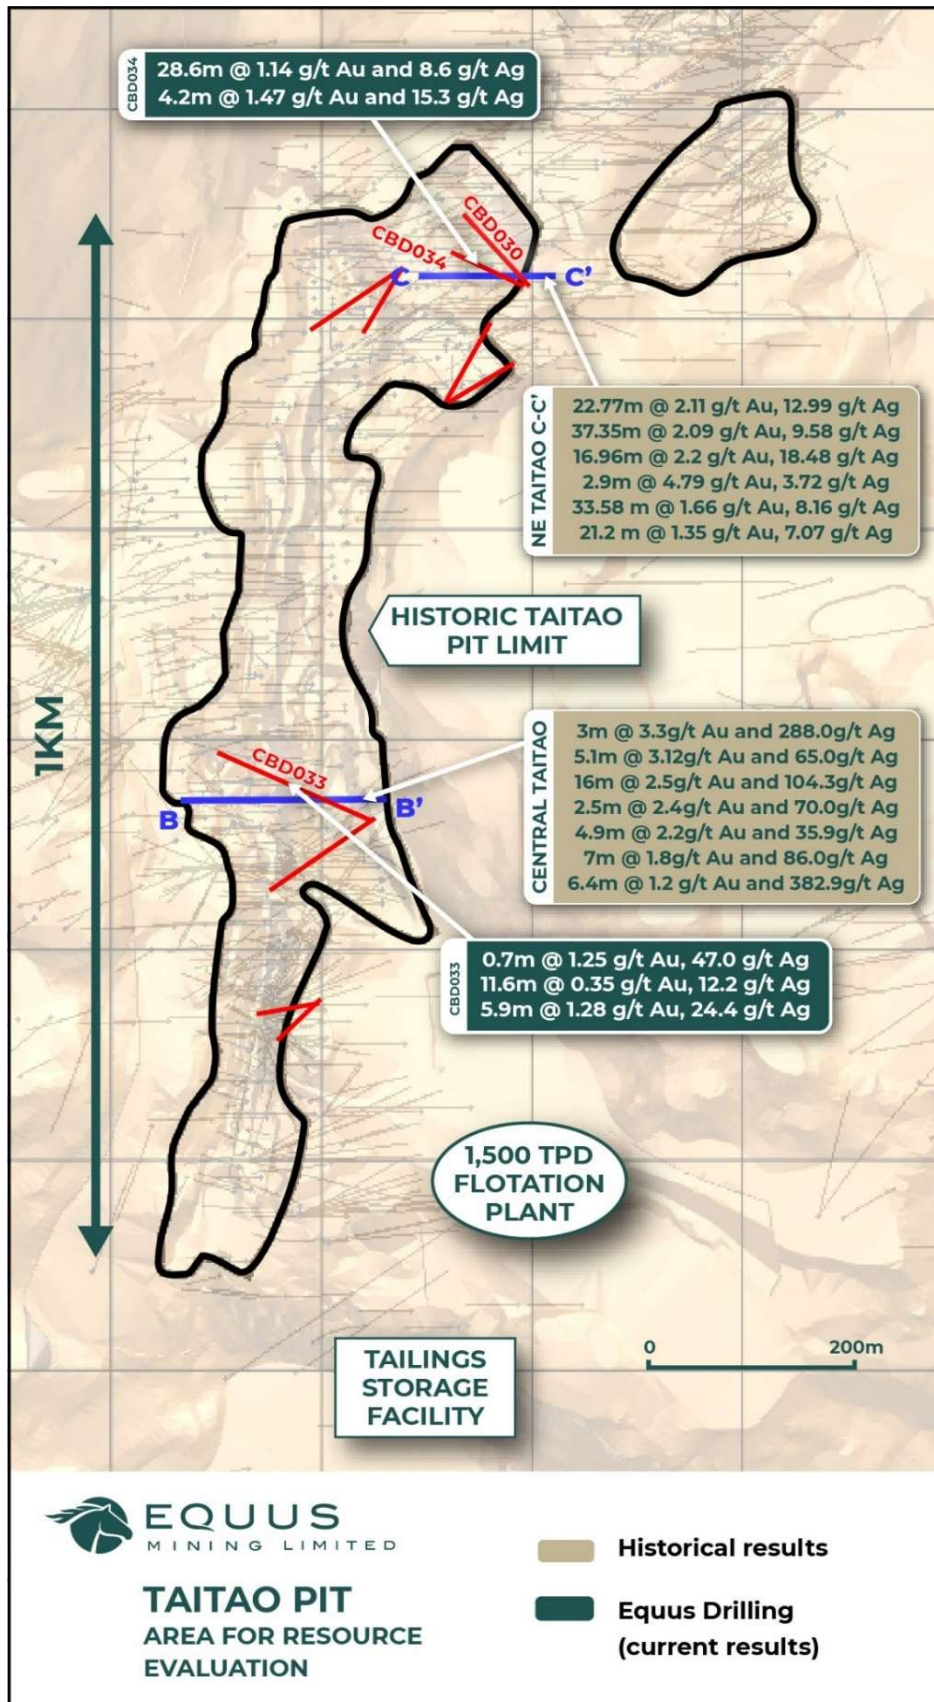 CBD034
28.6m @ 1.14 g/t Au and 8.6 g/t Ag
4.2m @ 1.47 g/t Au and 15.3 g/t Ag
CBD030
CBD034
C
C'
NE TAITAO C-C'
22.77m @ 2.11 g/t Au, 12.99 g/t Ag
37.35m @ 2.09 g/t Au, 9.58 g/t Ag
16.96m @ 2.2 g/t Au, 18.48 g/t Ag
2.9m @ 4.79 g/t Au, 3.72 g/t Ag
33.58 m @ 1.66 g/t Au, 8.16 g/t Ag
21.2 m @ 1.35 g/t Au, 7.07 g/t Ag
HISTORIC TAITAO
PIT LIMIT
1KM
CENTRAL TAITAO
3m @ 3.3g/t Au and 288.0g/t Ag
5.1m @ 3.12g/t Au and 65.0g/t Ag
16m @ 2.5g/t Au and 104.3g/t Ag
2.5m @ 2.4g/t Au and 70.0g/t Ag
4.9m @ 2.2g/t Au and 35.9g/t Ag
7m @ 1.8g/t Au and 86.0g/t Ag
6.4m @ 1.2 g/t Au and 382.9g/t Ag
CBD033
B
B'
CBD033
0.7m @ 1.25 g/t Au, 47.0 g/t Ag
11.6m @ 0.35 g/t Au, 12.2 g/t Ag
5.9m @ 1.28 g/t Au, 24.4 g/t Ag
1,500 TPD
FLOTATION
PLANT
TAILINGS
STORAGE
FACILITY
0 200m
EQUUS
MINING LIMITED
TAITAO PIT
AREA FOR RESOURCE
EVALUATION
Historical results
Equus Drilling
(current results)